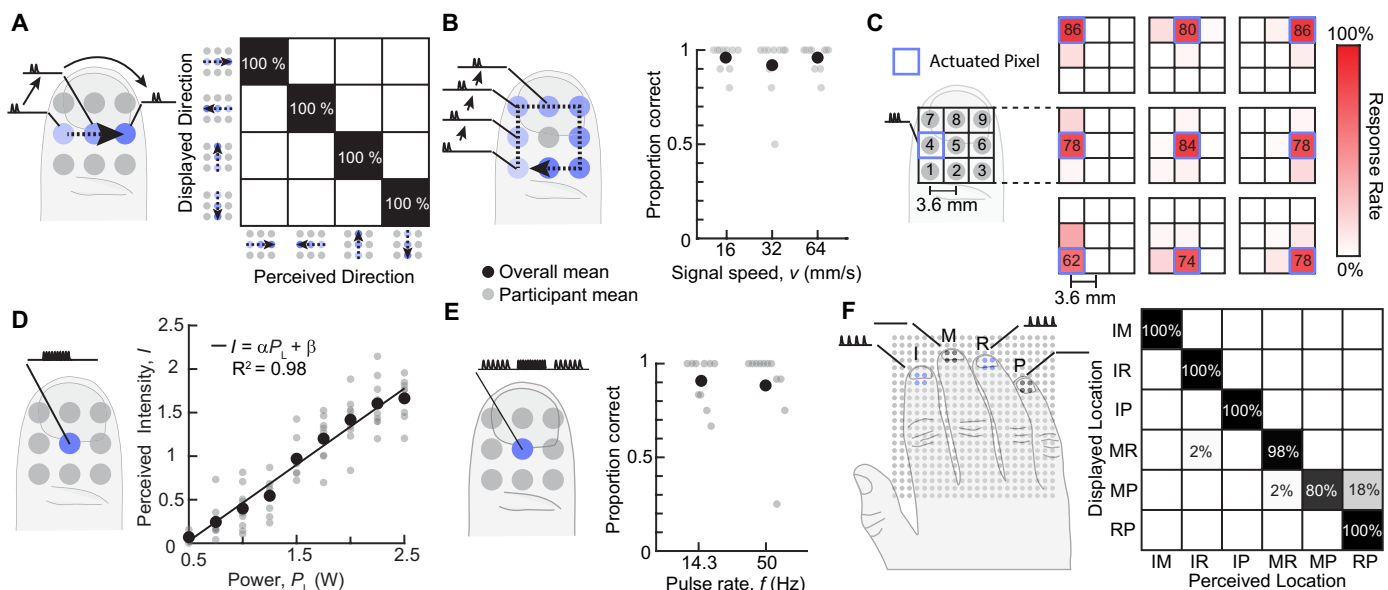 A
Displayed Direction
100 %
100 %
100 %
100 %
Perceived Direction
B
Proportion correct
1
0.5
0
16 32 64
Signal speed, v (mm/s)
Overall mean
Participant mean
C
Actuated Pixel
7 8 9
4 5 6
1 2 3
3.6 mm
86 80 86
78 84 78
62 74 78
3.6 mm
100%
Response Rate
0%
D
Perceived Intensity, I
2.5
2
1.5
1
0.5
0
I = αP_L + β
R² = 0.98
0.5 1.5 2.5
Power, P_L (W)
E
Proportion correct
1
0.5
0
14.3 50
Pulse rate, f (Hz)
F
I M R P
Displayed Location
IM 100%
IR 100%
IP 100%
MR 2% 98%
MP 2% 80% 18%
RP 100%
IM IR IP MR MP RP
Perceived Location